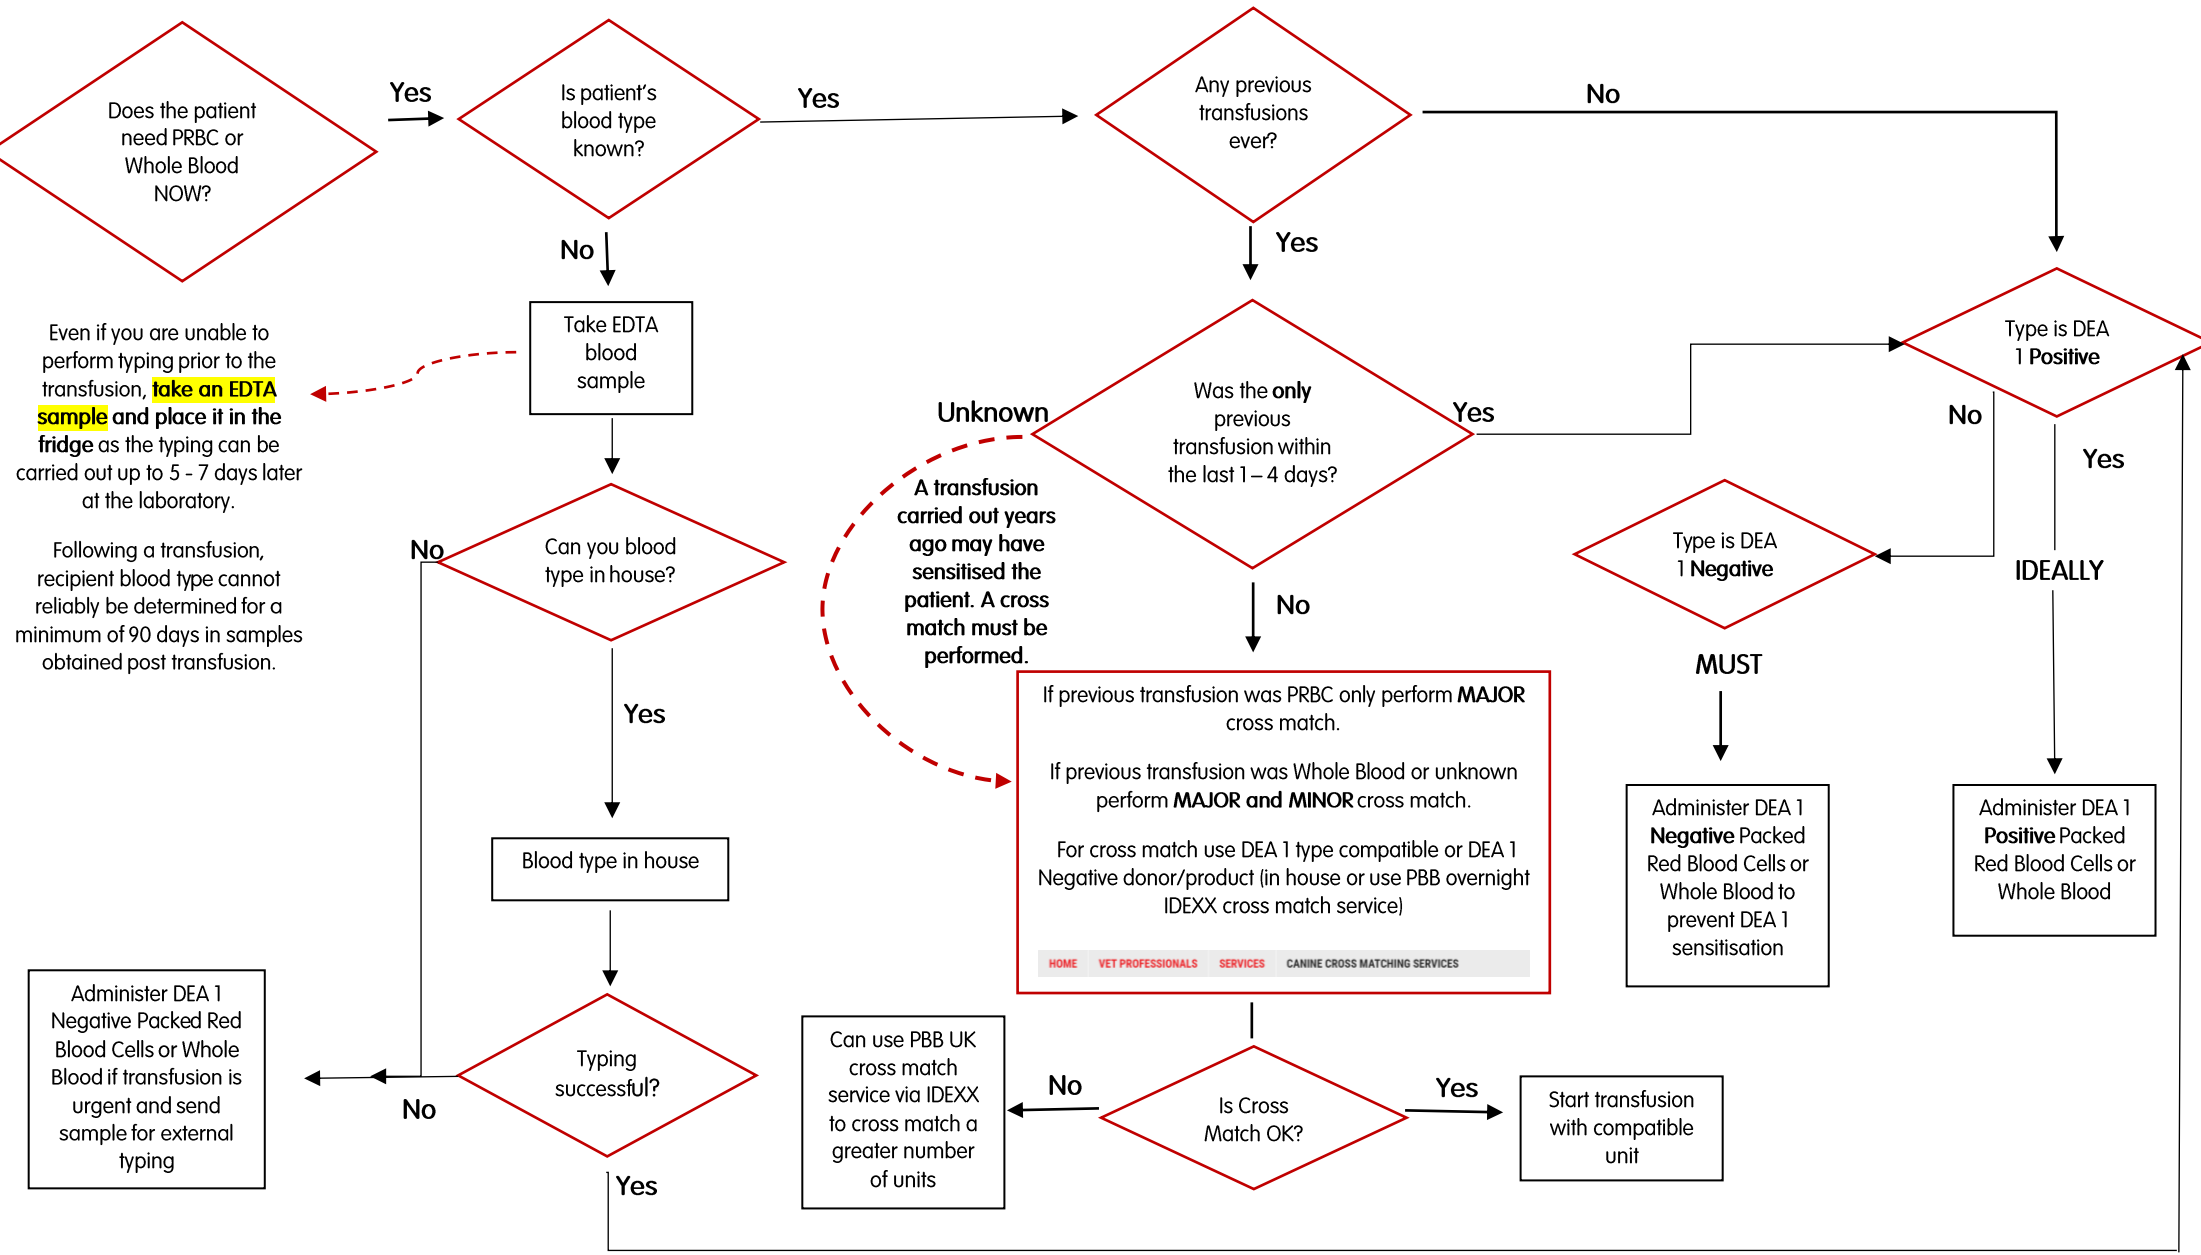 Does the patient
need PRBC or
Whole Blood
NOW?
Yes
Is patient's
blood type
known?
Yes
Any previous
transfusions
ever?
No
No
Yes
Even if you are unable to
perform typing prior to the
transfusion, take an EDTA
sample and place it in the
fridge as the typing can be
carried out up to 5 - 7 days later
at the laboratory.
Following a transfusion,
recipient blood type cannot
reliably be determined for a
minimum of 90 days in samples
obtained post transfusion.
Take EDTA
blood
sample
Unknown
Was the only
previous
transfusion within
the last 1 – 4 days?
Yes
Type is DEA
1 Positive
No
Yes
A transfusion
carried out years
ago may have
sensitised the
patient. A cross
match must be
performed.
No
Can you blood
type in house?
No
Type is DEA
1 Negative
IDEALLY
MUST
Yes
If previous transfusion was PRBC only perform MAJOR
cross match.
If previous transfusion was Whole Blood or unknown
perform MAJOR and MINOR cross match.
For cross match use DEA 1 type compatible or DEA 1
Negative donor/product (in house or use PBB overnight
IDEXX cross match service)
HOME VET PROFESSIONALS SERVICES CANINE CROSS MATCHING SERVICES
Administer DEA 1
Negative Packed
Red Blood Cells or
Whole Blood to
prevent DEA 1
sensitisation
Administer DEA 1
Positive Packed
Red Blood Cells or
Whole Blood
Blood type in house
Administer DEA 1
Negative Packed Red
Blood Cells or Whole
Blood if transfusion is
urgent and send
sample for external
typing
No
Typing
successful?
Yes
Can use PBB UK
cross match
service via IDEXX
to cross match a
greater number
of units
No
Is Cross
Match OK?
Yes
Start transfusion
with compatible
unit